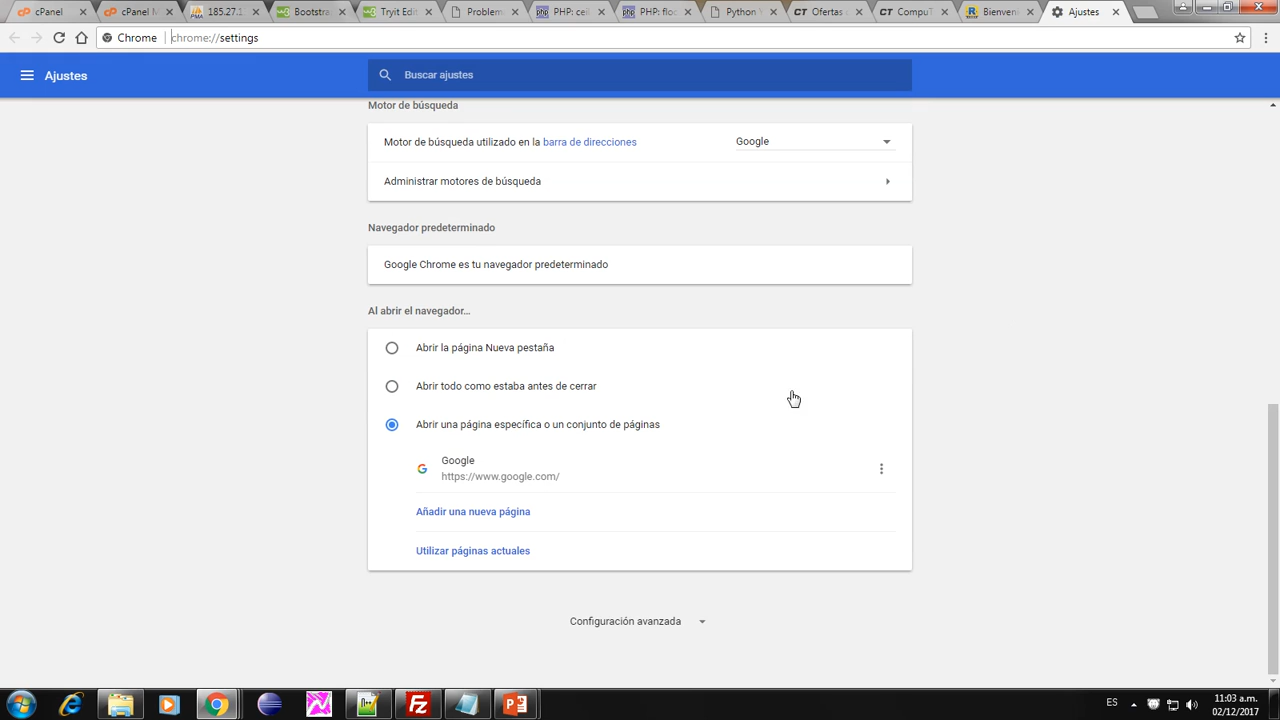 cPanel
cPanel M
185.27.1
Bootstra
Tryit Edit
Problema
PHP: cei
PHP: floo
Python
Ofertas
CompuT
Bienveni
Ajustes
Chrome | chrome://settings
Ajustes
Buscar ajustes
Motor de búsqueda
Motor de búsqueda utilizado en la barra de direcciones
Google
Administrar motores de búsqueda
Navegador predeterminado
Google Chrome es tu navegador predeterminado
Al abrir el navegador...
Abrir la página Nueva pestaña
Abrir todo como estaba antes de cerrar
Abrir una página específica o un conjunto de páginas
Google
https://www.google.com/
Añadir una nueva página
Utilizar páginas actuales
Configuración avanzada
ES
11:03 a.m.
02/12/2017